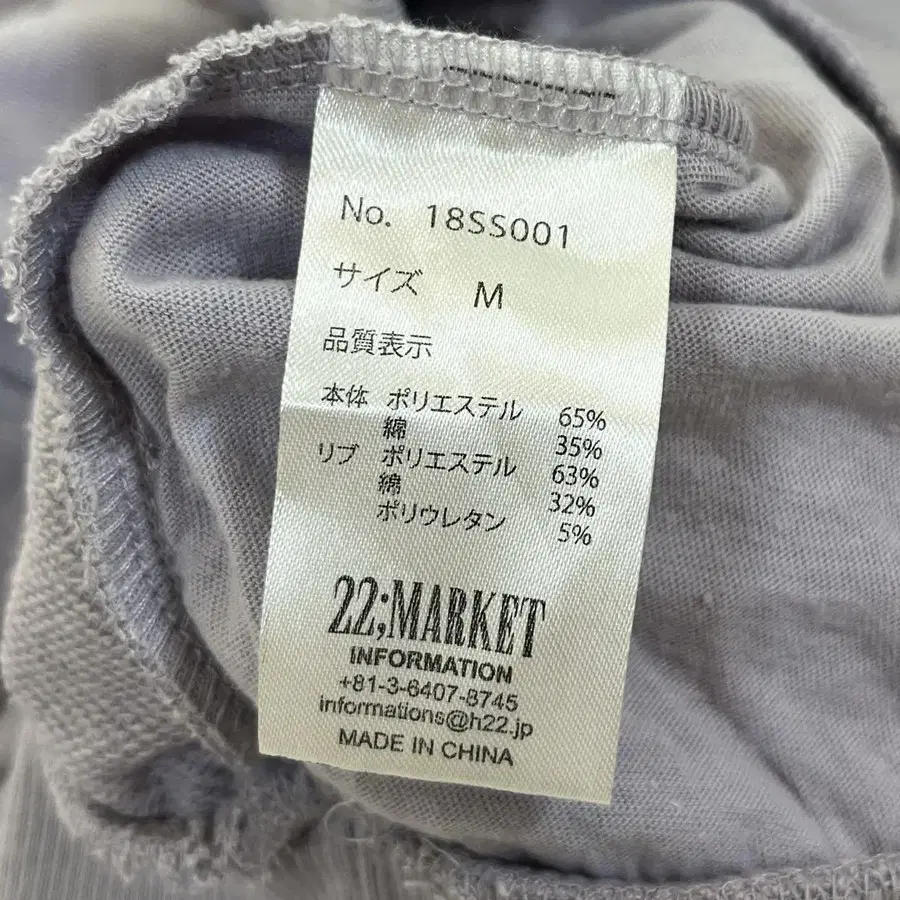 No. 18SS001
サイズ M
品質表示
本体 ポリエステル 65%
綿 35%
リブ ポリエステル 63%
綿 32%
ポリウレタン 5%
22;MARKET
INFORMATION
+81-3-6407-8745
informations@h22.jp
MADE IN CHINA